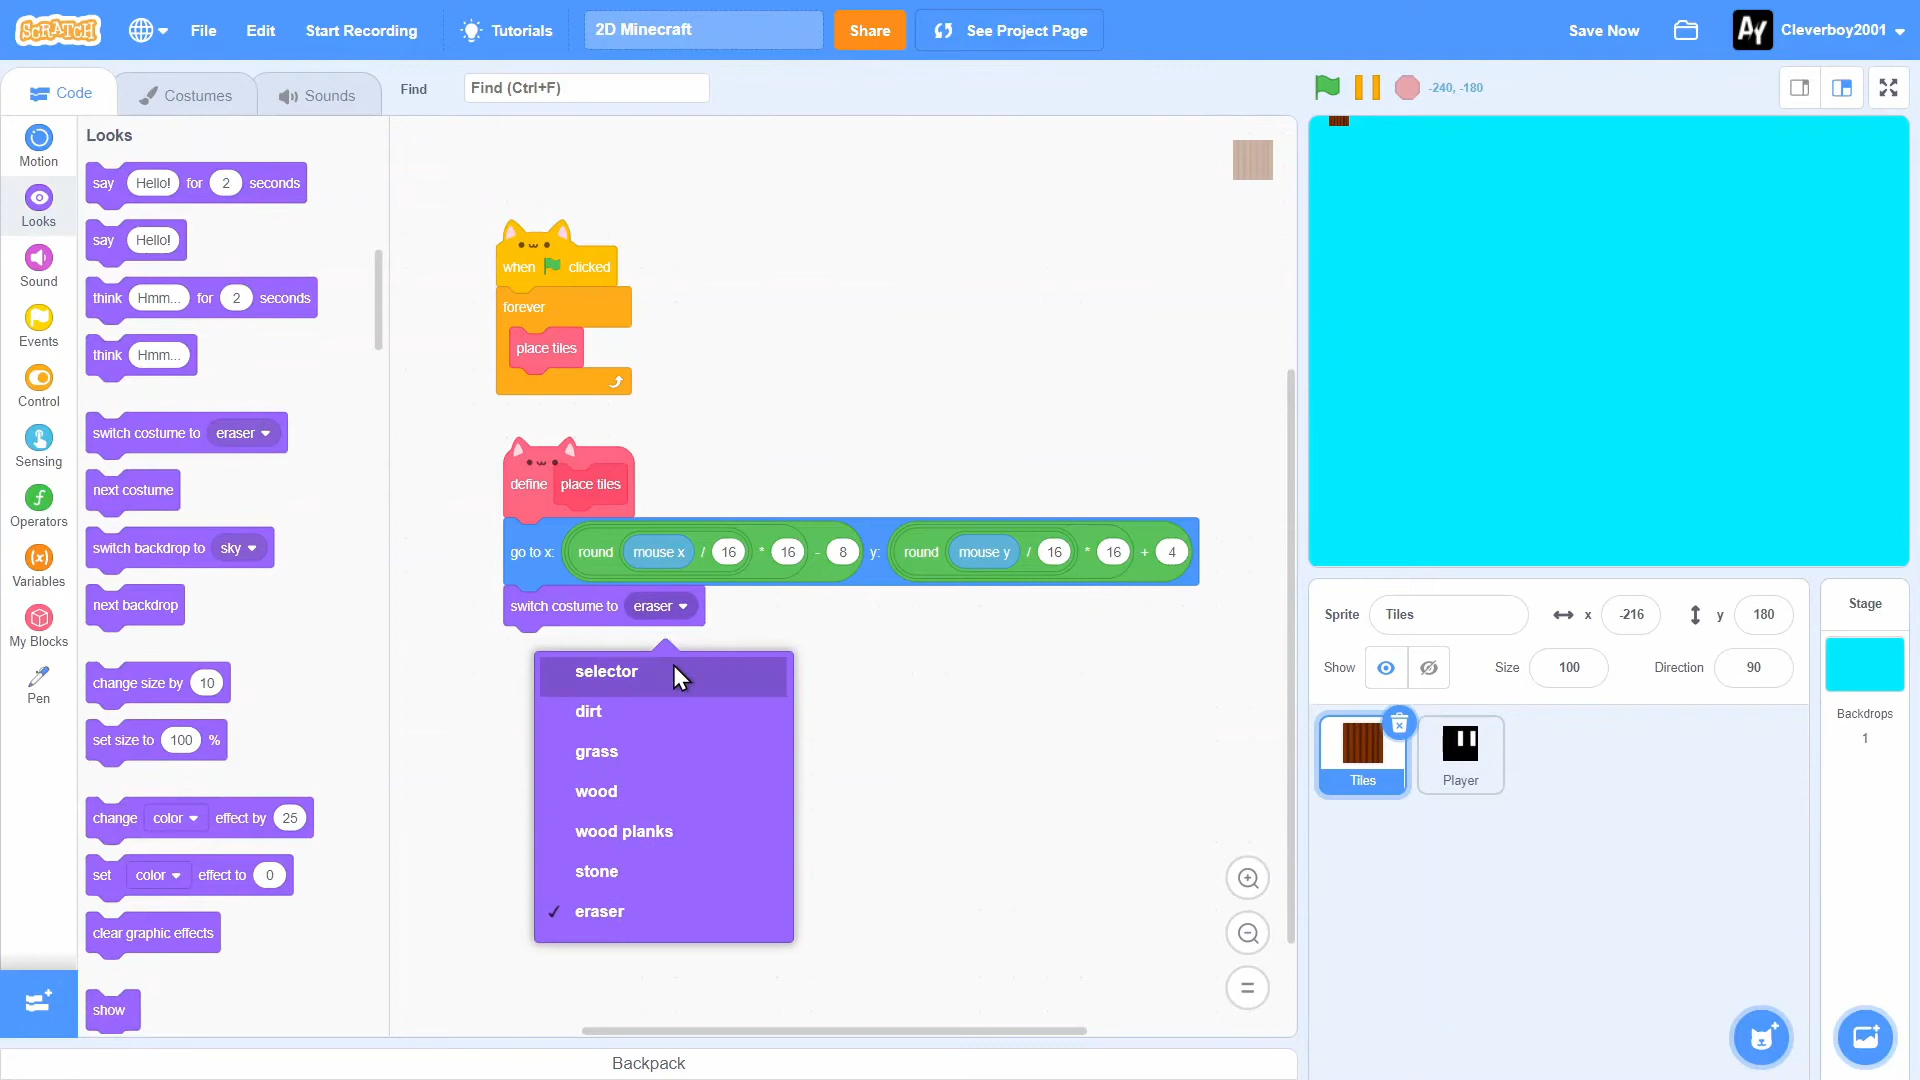 SCRATCH File Edit Start Recording Tutorials 2D Minecraft Share See Project Page Save Now Ay Cleverboy2001
Code Costumes Sounds Find Find (Ctrl+F) -240, -180
Motion
Looks
Sound
Events
Control
Sensing
Operators
Variables
My Blocks
Pen
Looks
say Hello! for 2 seconds
say Hello!
think Hmm... for 2 seconds
think Hmm...
switch costume to eraser
next costume
switch backdrop to sky
next backdrop
change size by 10
set size to 100 %
change color effect by 25
set color effect to 0
clear graphic effects
show
when clicked
forever
place tiles
define place tiles
go to x: round mouse x / 16 * 16 - 8 y: round mouse y / 16 * 16 + 4
switch costume to eraser
selector
dirt
grass
wood
wood planks
stone
✓ eraser
Backpack
Sprite Tiles x -216 y 180
Show Size 100 Direction 90
Tiles
Player
Stage
Backdrops
1